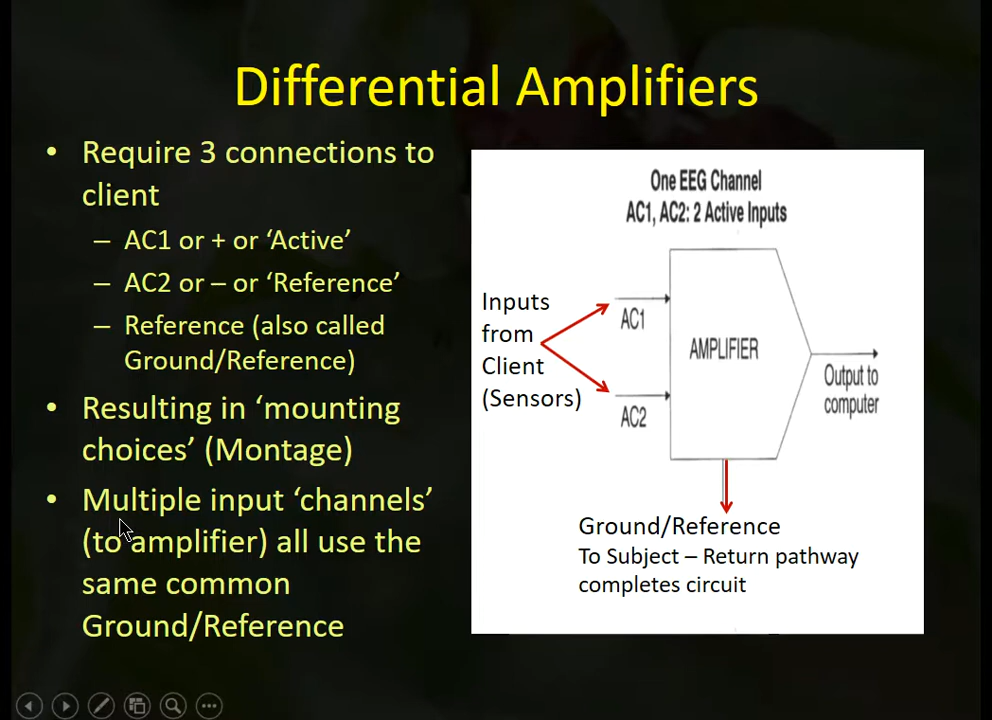 Differential Amplifiers
• Require 3 connections to
client
– AC1 or + or ‘Active’
– AC2 or – or ‘Reference’
– Reference (also called
Ground/Reference)
• Resulting in ‘mounting
choices’ (Montage)
• Multiple input ‘channels’
(to amplifier) all use the
same common
Ground/Reference
One EEG Channel
AC1, AC2: 2 Active Inputs
Inputs
from
Client
(Sensors)
AC1
AC2
AMPLIFIER
Output to
computer
Ground/Reference
To Subject – Return pathway
completes circuit